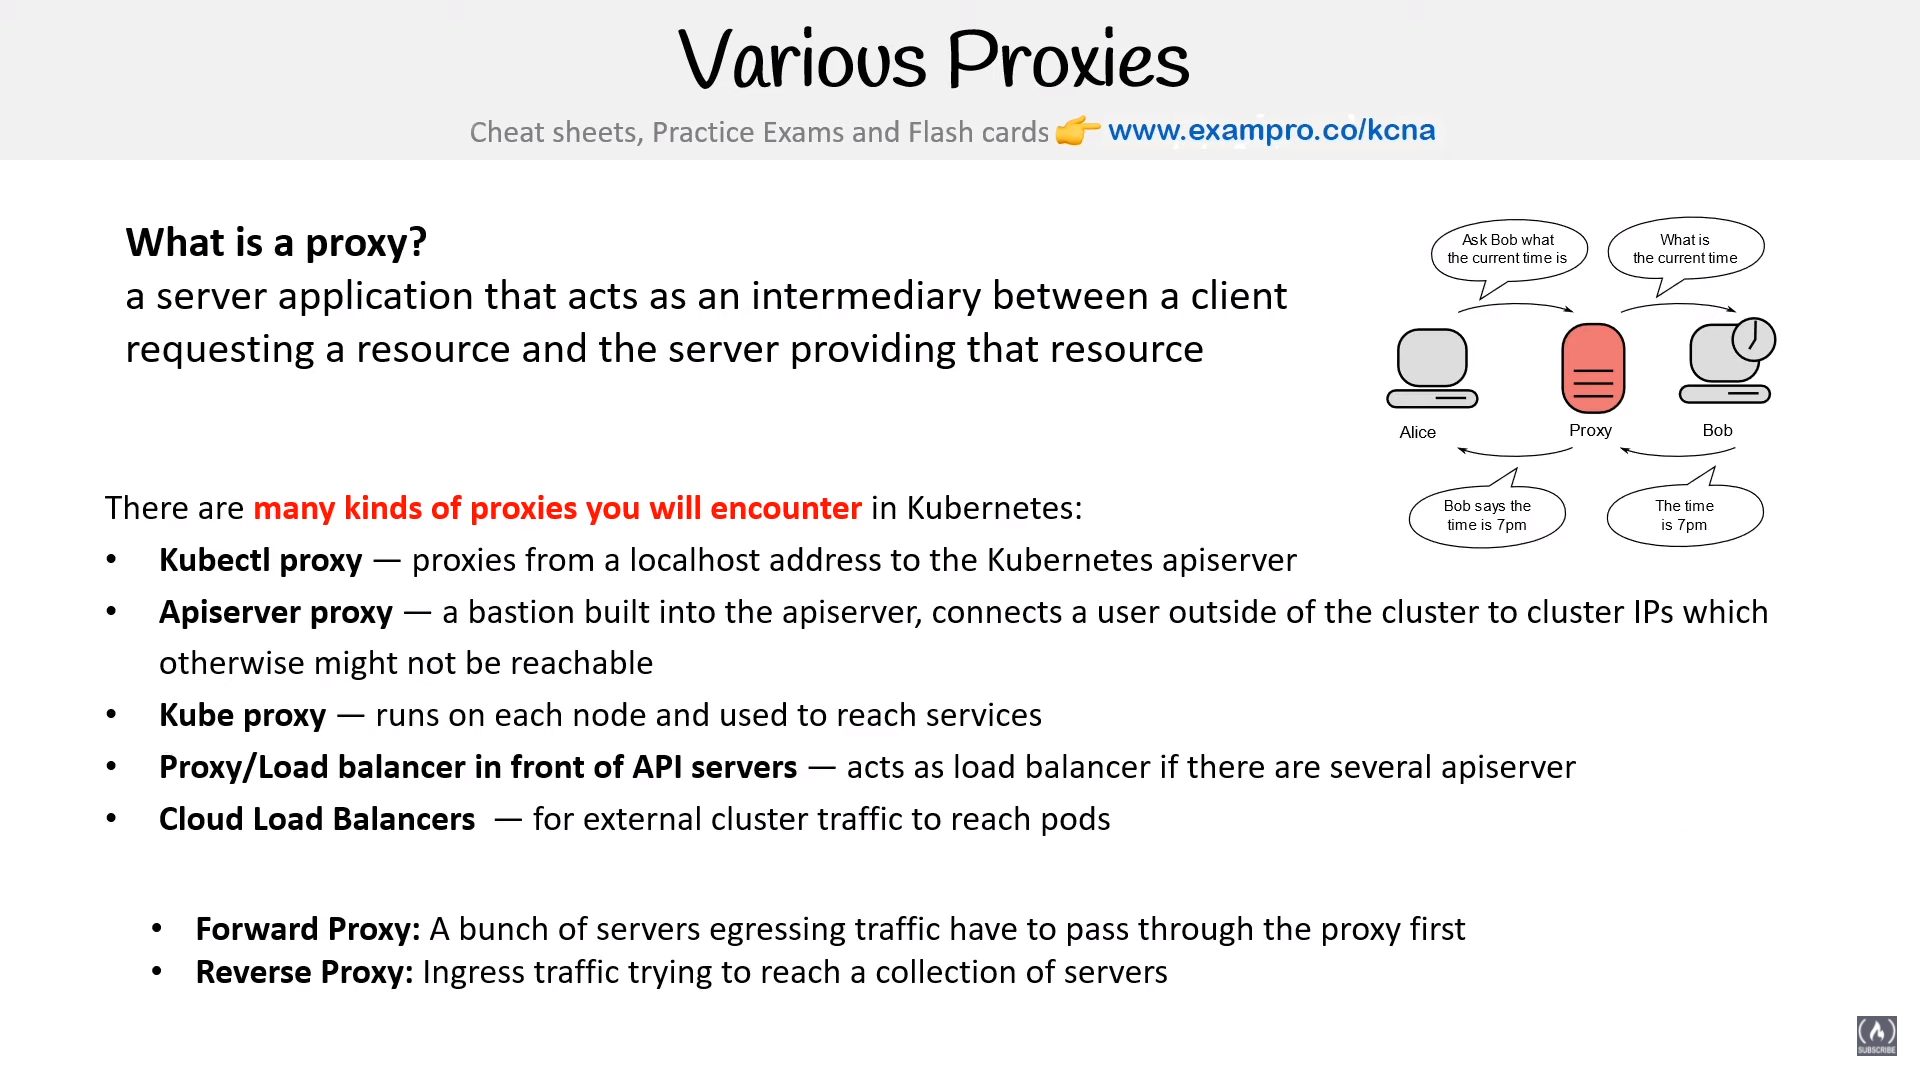 Various Proxies
Cheat sheets, Practice Exams and Flash cards 👉 www.exampro.co/kcna
What is a proxy?
a server application that acts as an intermediary between a client
requesting a resource and the server providing that resource
Ask Bob what
the current time is
What is
the current time
Alice
Proxy
Bob
Bob says the
time is 7pm
The time
is 7pm
There are many kinds of proxies you will encounter in Kubernetes:
• Kubectl proxy — proxies from a localhost address to the Kubernetes apiserver
• Apiserver proxy — a bastion built into the apiserver, connects a user outside of the cluster to cluster IPs which
otherwise might not be reachable
• Kube proxy — runs on each node and used to reach services
• Proxy/Load balancer in front of API servers — acts as load balancer if there are several apiserver
• Cloud Load Balancers — for external cluster traffic to reach pods
• Forward Proxy: A bunch of servers egressing traffic have to pass through the proxy first
• Reverse Proxy: Ingress traffic trying to reach a collection of servers
SUBSCRIBE